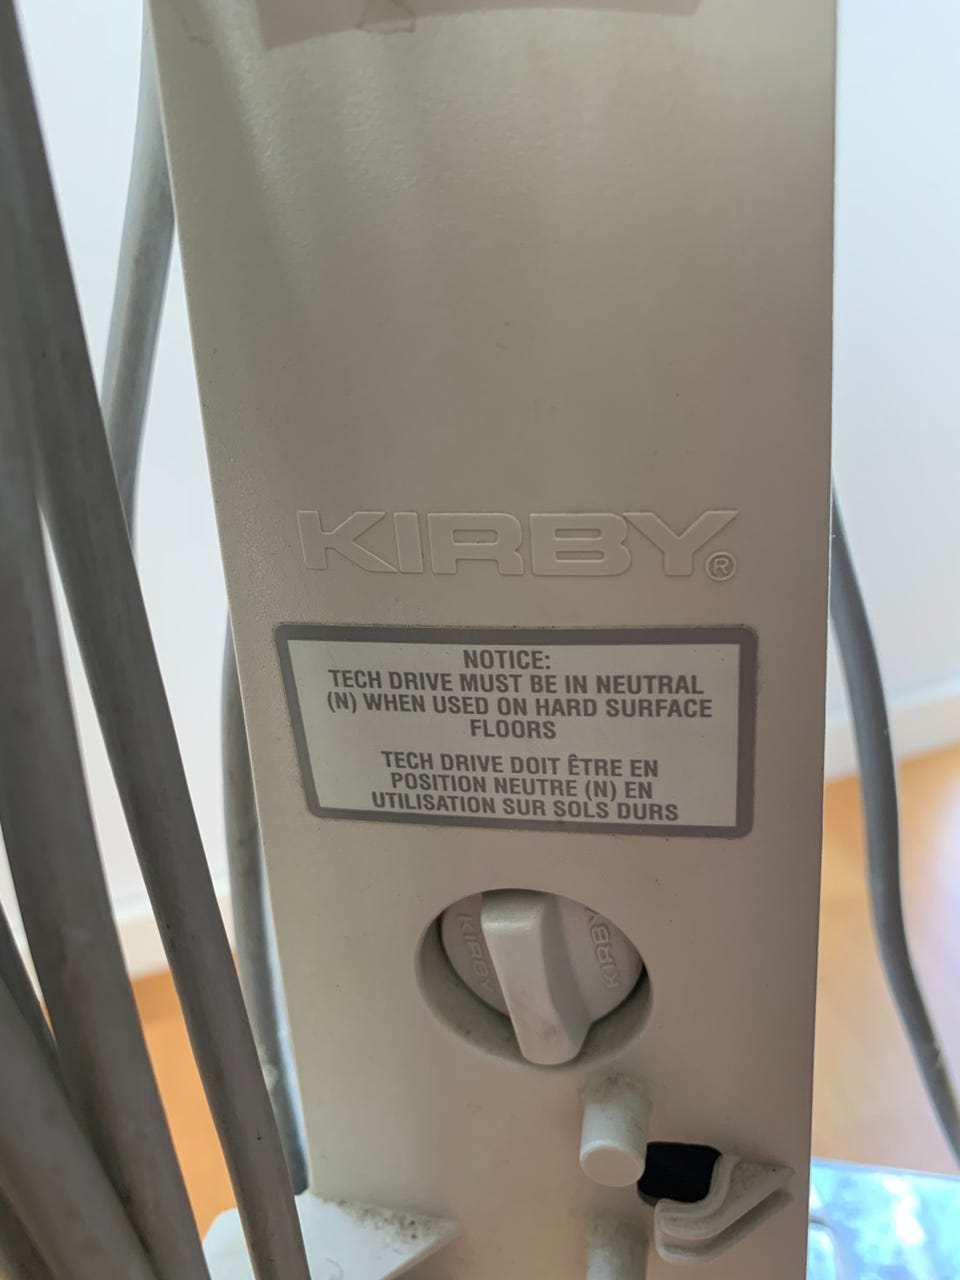 KIRBY®
NOTICE:
TECH DRIVE MUST BE IN NEUTRAL
(N) WHEN USED ON HARD SURFACE
FLOORS
TECH DRIVE DOIT ÊTRE EN
POSITION NEUTRE (N) EN
UTILISATION SUR SOLS DURS
KIRBY
KIRBY